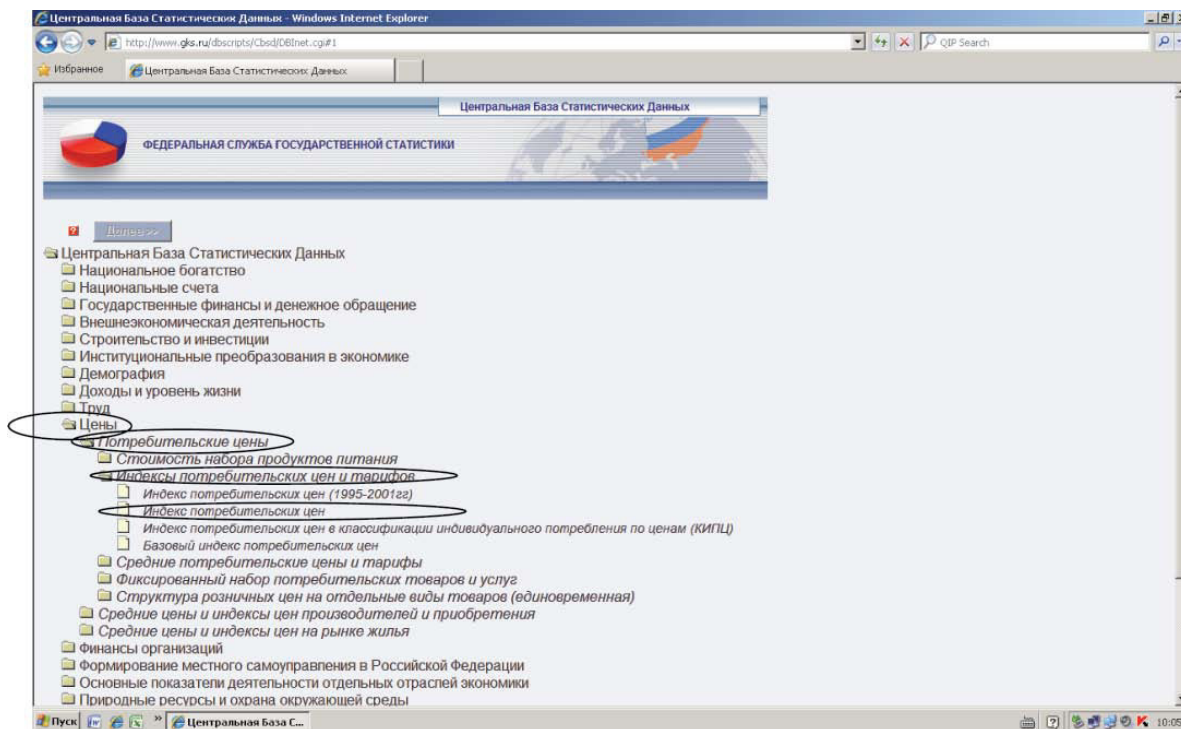 Центральная База Статистических Данных - Windows Internet Explorer
http://www.gks.ru/dbscripts/Cbsd/DBInet.cgi#1
QIP Search
Избранное
Центральная База Статистических Данных
Центральная База Статистических Данных
ФЕДЕРАЛЬНАЯ СЛУЖБА ГОСУДАРСТВЕННОЙ СТАТИСТИКИ
Далее >>
Центральная База Статистических Данных
Национальное богатство
Национальные счета
Государственные финансы и денежное обращение
Внешнеэкономическая деятельность
Строительство и инвестиции
Институциональные преобразования в экономике
Демография
Доходы и уровень жизни
Труд
Цены
Потребительские цены
Стоимость набора продуктов питания
Индексы потребительских цен и тарифов
Индекс потребительских цен (1995-2001гг)
Индекс потребительских цен
Индекс потребительских цен в классификации индивидуального потребления по ценам (КИПЦ)
Базовый индекс потребительских цен
Средние потребительские цены и тарифы
Фиксированный набор потребительских товаров и услуг
Структура розничных цен на отдельные виды товаров (единовременная)
Средние цены и индексы цен производителей и приобретения
Средние цены и индексы цен на рынке жилья
Финансы организаций
Формирование местного самоуправления в Российской Федерации
Основные показатели деятельности отдельных отраслей экономики
Природные ресурсы и охрана окружающей среды
Пуск
Центральная База С...
10:05